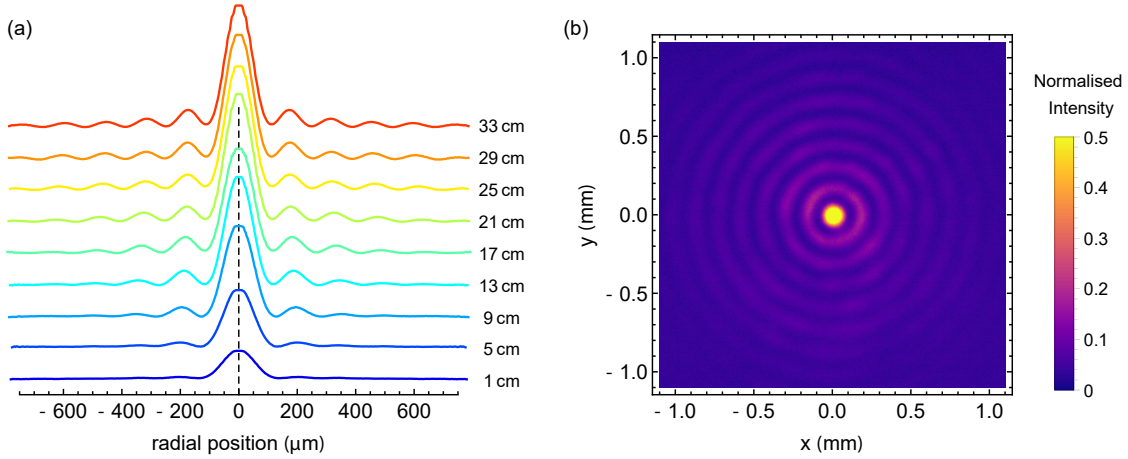 (a)
33 cm
29 cm
25 cm
21 cm
17 cm
13 cm
9 cm
5 cm
1 cm
- 600 - 400 - 200 0 200 400 600
radial position (μm)
(b)
1.0
0.5
0.0
- 0.5
- 1.0
y (mm)
- 1.0 - 0.5 0.0 0.5 1.0
x (mm)
Normalised
Intensity
0.5
0.4
0.3
0.2
0.1
0